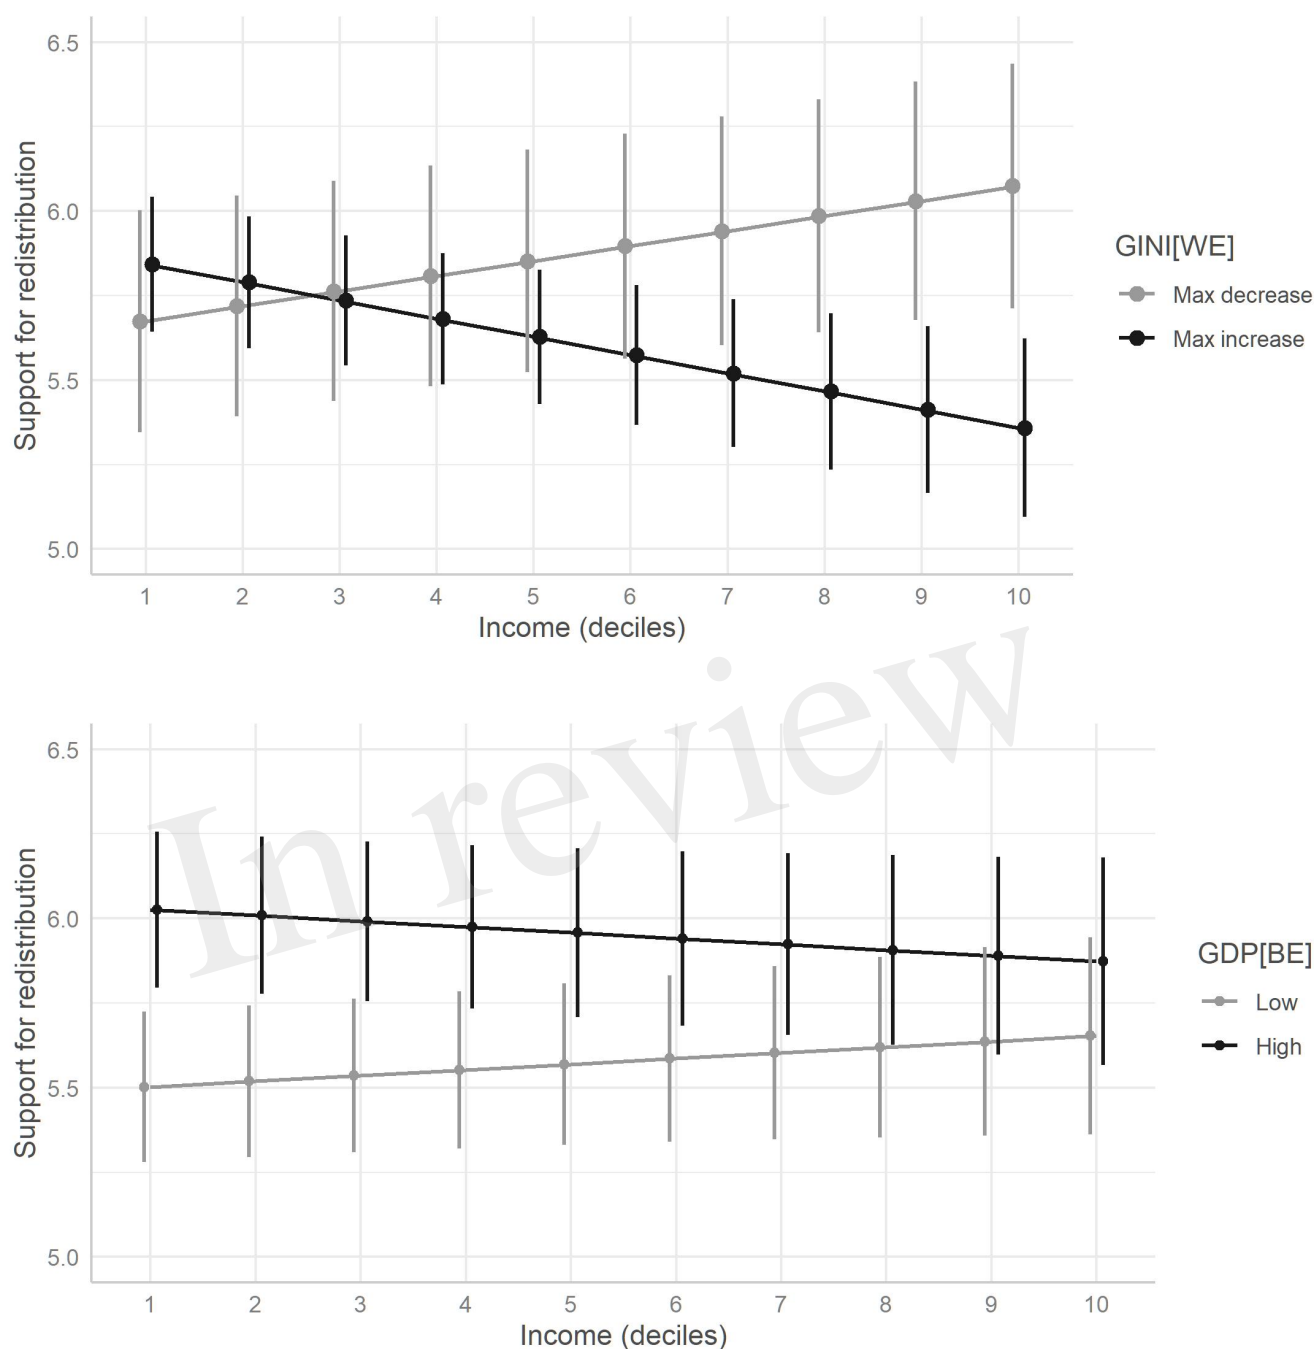 6.5
6.0
5.5
5.0
Support for redistribution
1 2 3 4 5 6 7 8 9 10
Income (deciles)
GINI[WE]
Max decrease
Max increase
In review
6.5
6.0
5.5
5.0
Support for redistribution
1 2 3 4 5 6 7 8 9 10
Income (deciles)
GDP[BE]
Low
High